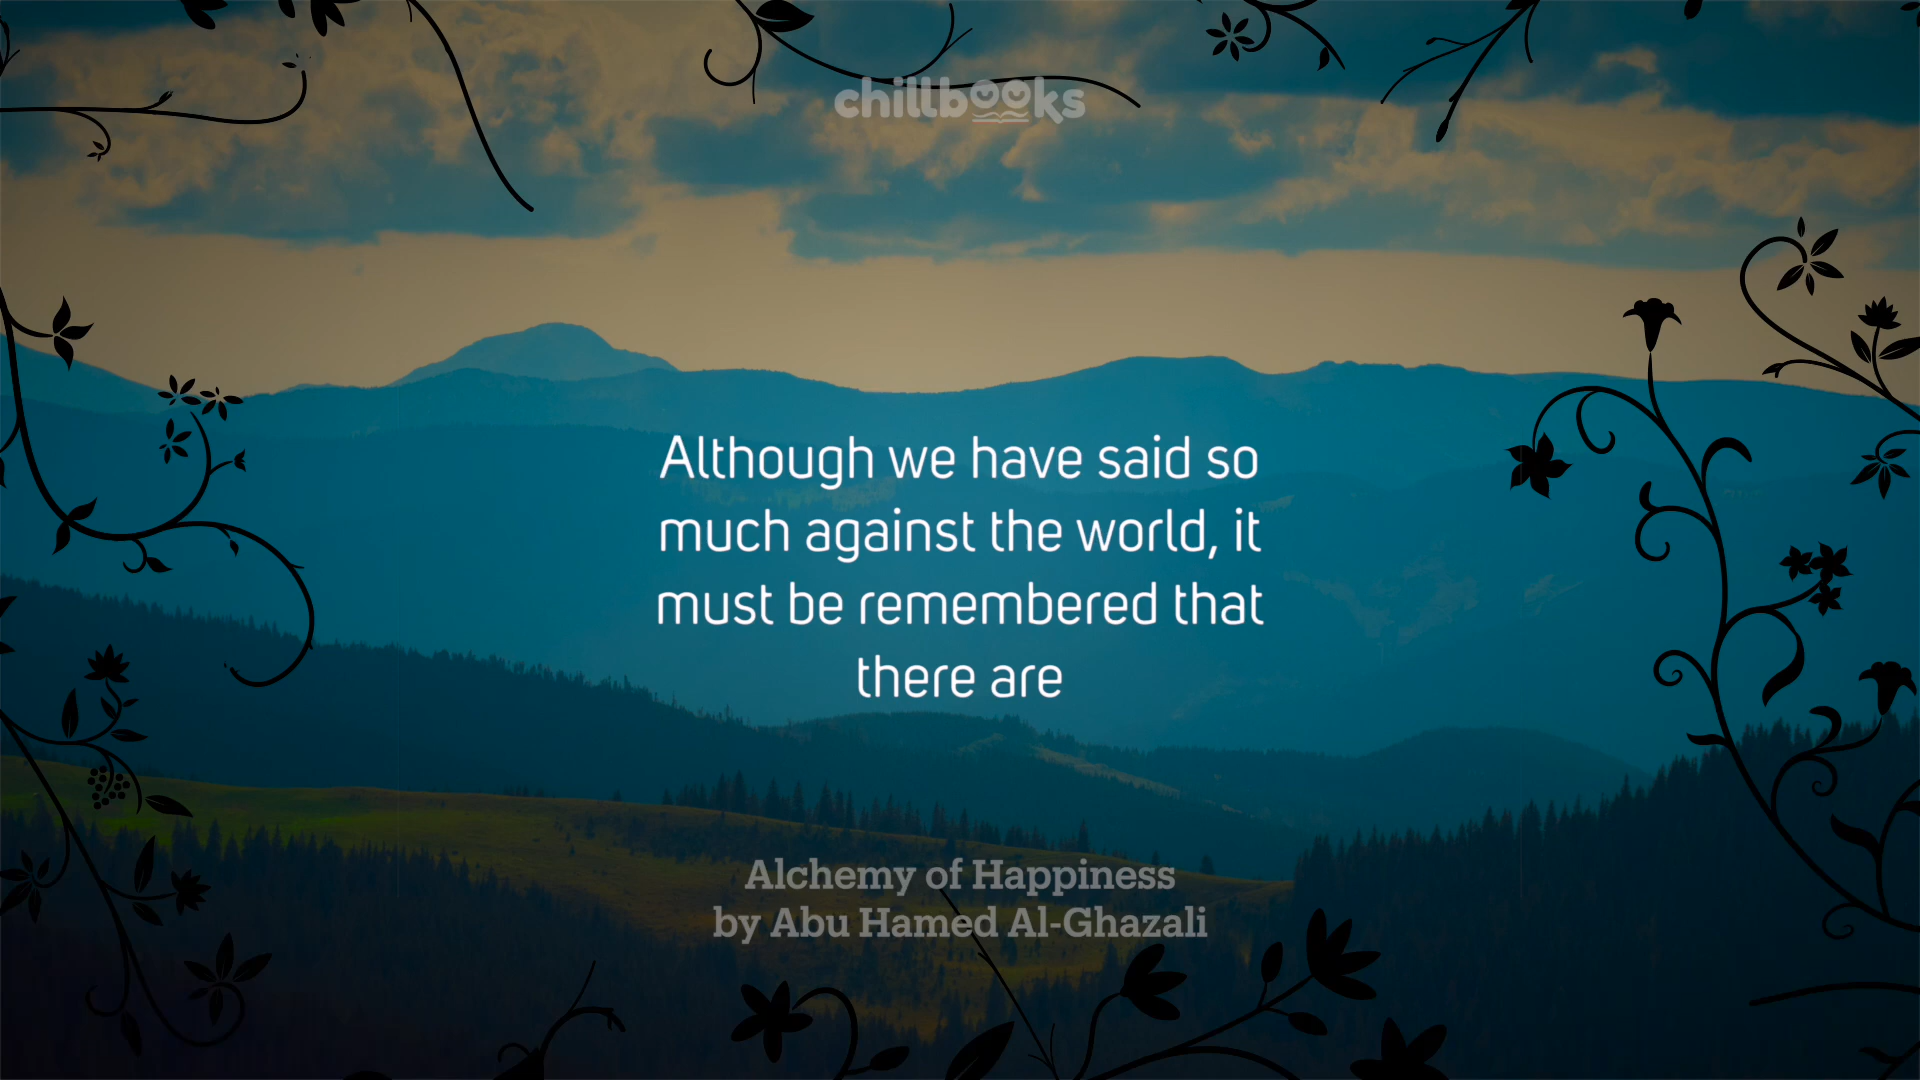 chillbooks
Although we have said so
much against the world, it
must be remembered that
there are
Alchemy of Happiness
by Abu Hamed Al-Ghazali